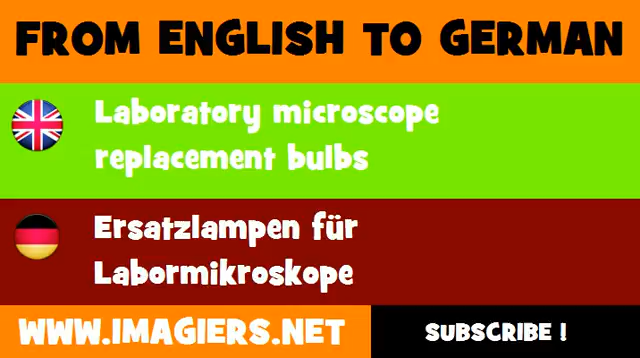 FROM ENGLISH TO GERMAN
Laboratory microscope
replacement bulbs
Ersatzlampen für
Labormikroskope
WWW.IMAGIERS.NET
SUBSCRIBE !